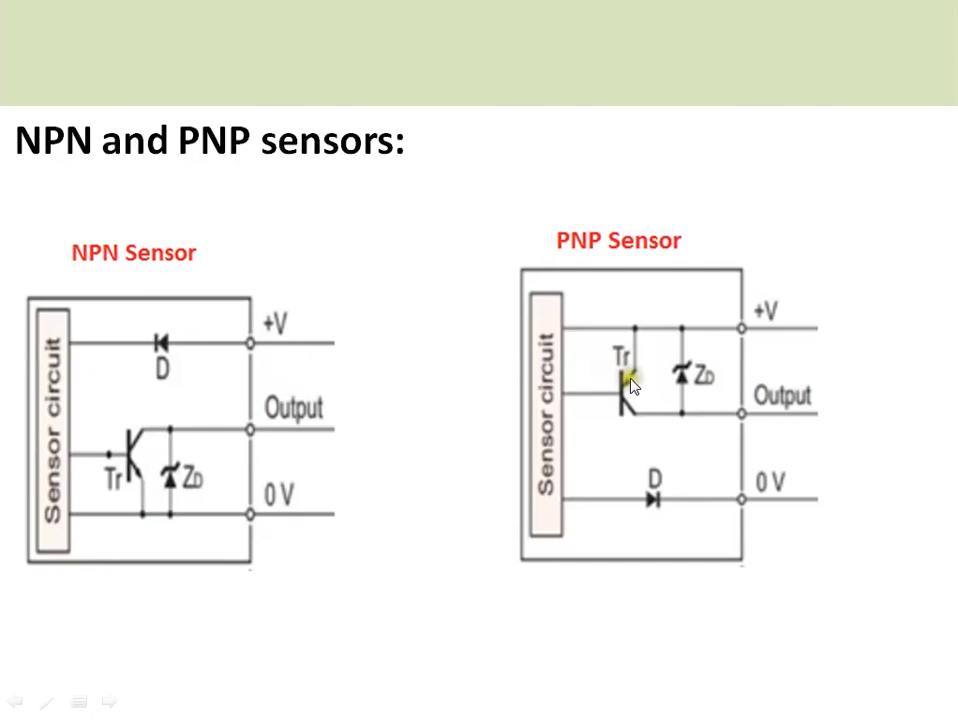 NPN and PNP sensors:
NPN Sensor
Sensor circuit
+V
D
Output
Tr
ZD
0 V
PNP Sensor
Sensor circuit
+V
Tr
ZD
Output
D
0 V